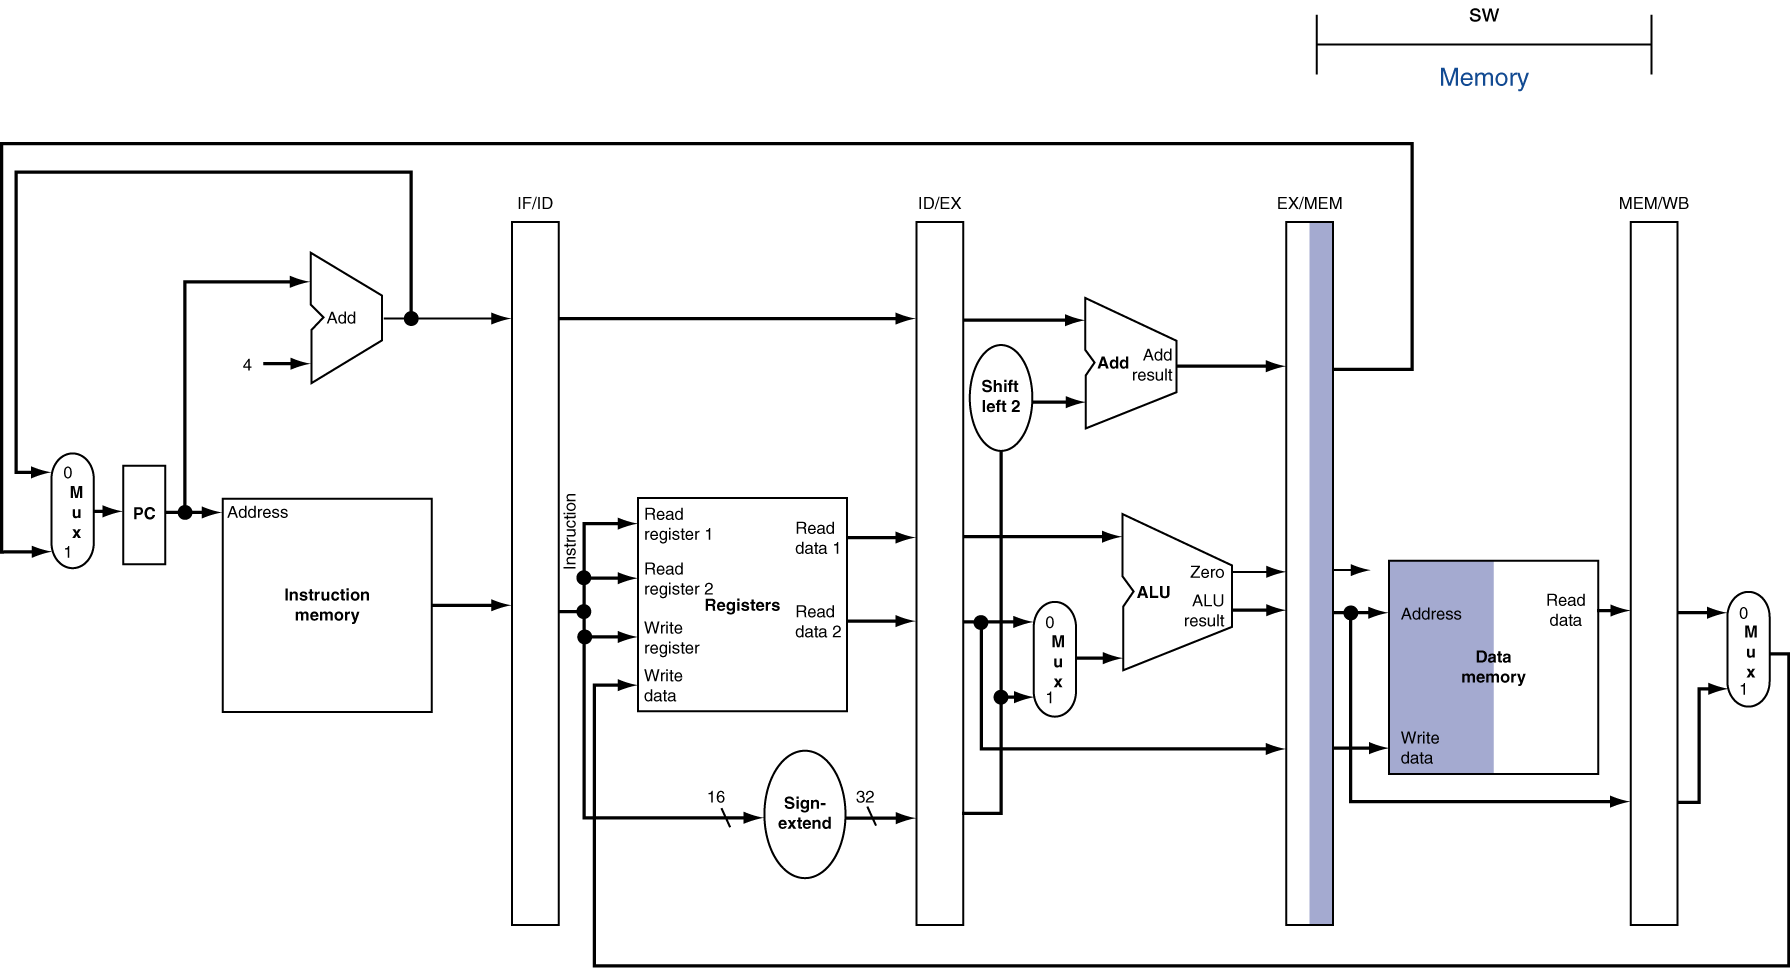 SW
Memory
IF/ID
ID/EX
EX/MEM
MEM/WB
Add
4
Add
Add
result
Shift
left 2
0
M
u
x
1
PC
Address
Instruction
memory
Instruction
Read
register 1
Read
register 2
Write
register
Write
data
Registers
Read
data 1
Read
data 2
16
Sign-
extend
32
0
M
u
x
1
ALU
Zero
ALU
result
Address
Read
data
Data
memory
Write
data
0
M
u
x
1